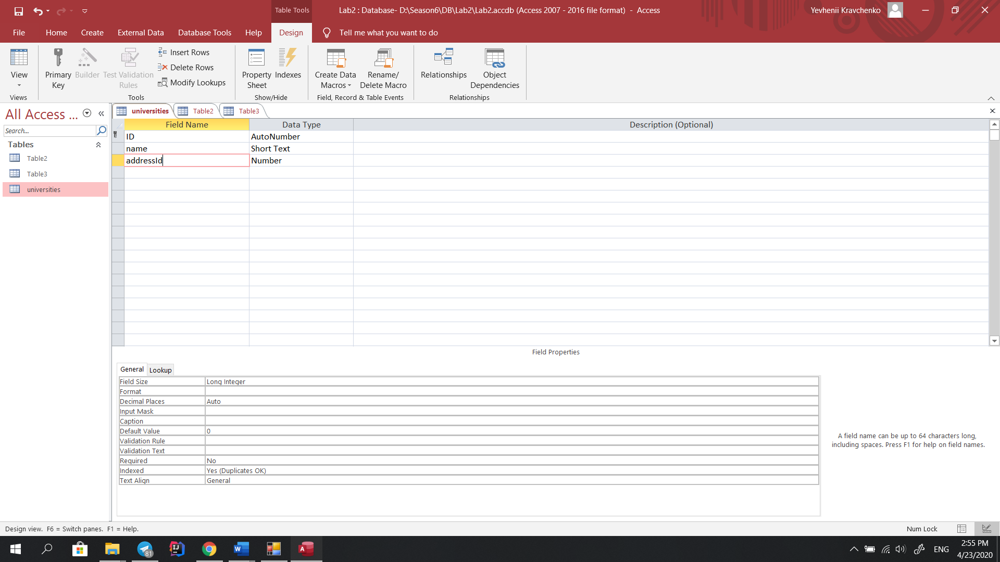 Table Tools
Lab2 : Database- D:\Season6\DB\Lab2\Lab2.accdb (Access 2007 - 2016 file format) - Access
Yevhenii Kravchenko
File Home Create External Data Database Tools Help Design Tell me what you want to do
View
Primary Key
Builder
Test Validation Rules
Insert Rows
Delete Rows
Modify Lookups
Property Sheet
Indexes
Create Data Macros
Rename/ Delete Macro
Relationships
Object Dependencies
Views Tools Show/Hide Field, Record & Table Events Relationships
All Access ...
Search...
Tables
Table2
Table3
universities
universities Table2 Table3
Field Name Data Type Description (Optional)
ID AutoNumber
name Short Text
addressId Number
Field Properties
General Lookup
Field Size Long Integer
Format
Decimal Places Auto
Input Mask
Caption
Default Value 0
Validation Rule
Validation Text
Required No
Indexed Yes (Duplicates OK)
Text Align General
A field name can be up to 64 characters long,
including spaces. Press F1 for help on field names.
Design view. F6 = Switch panes. F1 = Help.
Num Lock
81
IJ
W
A
ENG
2:55 PM
4/23/2020